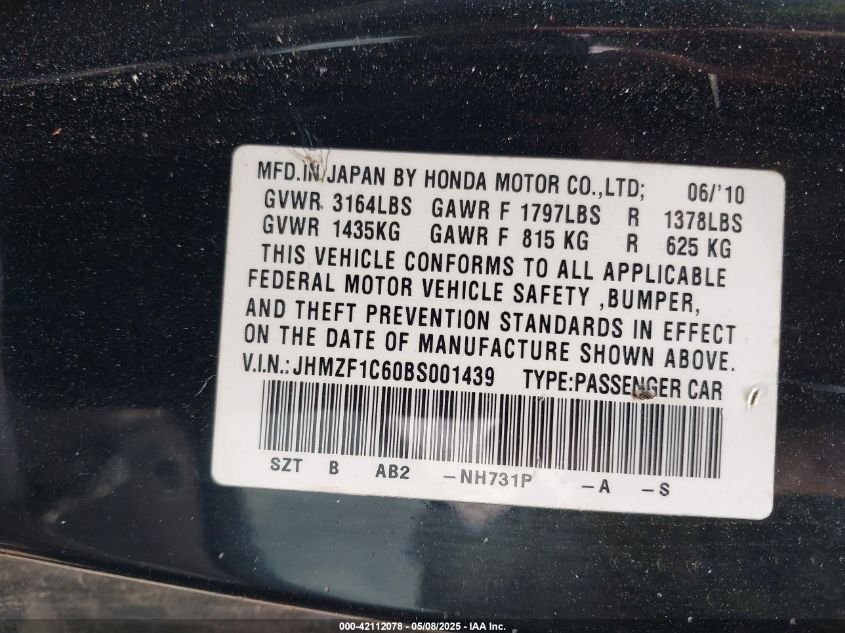 MFD.IN JAPAN BY HONDA MOTOR CO.,LTD; 06/'10
GVWR 3164LBS GAWR F 1797LBS R 1378LBS
GVWR 1435KG GAWR F 815 KG R 625 KG
THIS VEHICLE CONFORMS TO ALL APPLICABLE
FEDERAL MOTOR VEHICLE SAFETY ,BUMPER,
AND THEFT PREVENTION STANDARDS IN EFFECT
ON THE DATE OF MANUFACTURE SHOWN ABOVE.
V.I.N.:JHMZF1C60BS001439 TYPE:PASSENGER CAR
SZT B AB2 -NH731P -A -S
000-42112078 - 05/08/2025 - IAA Inc.